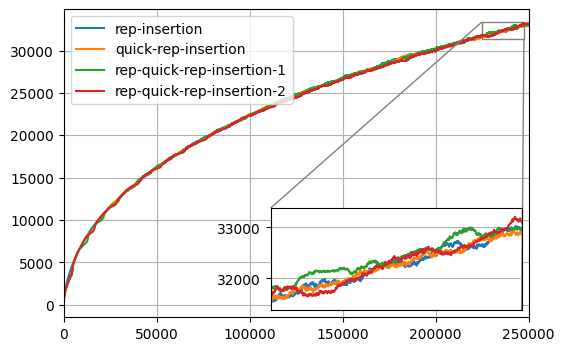 rep-insertion
quick-rep-insertion
rep-quick-rep-insertion-1
rep-quick-rep-insertion-2
30000
25000
20000
15000
10000
5000
0
33000
32000
0 50000 100000 150000 200000 250000